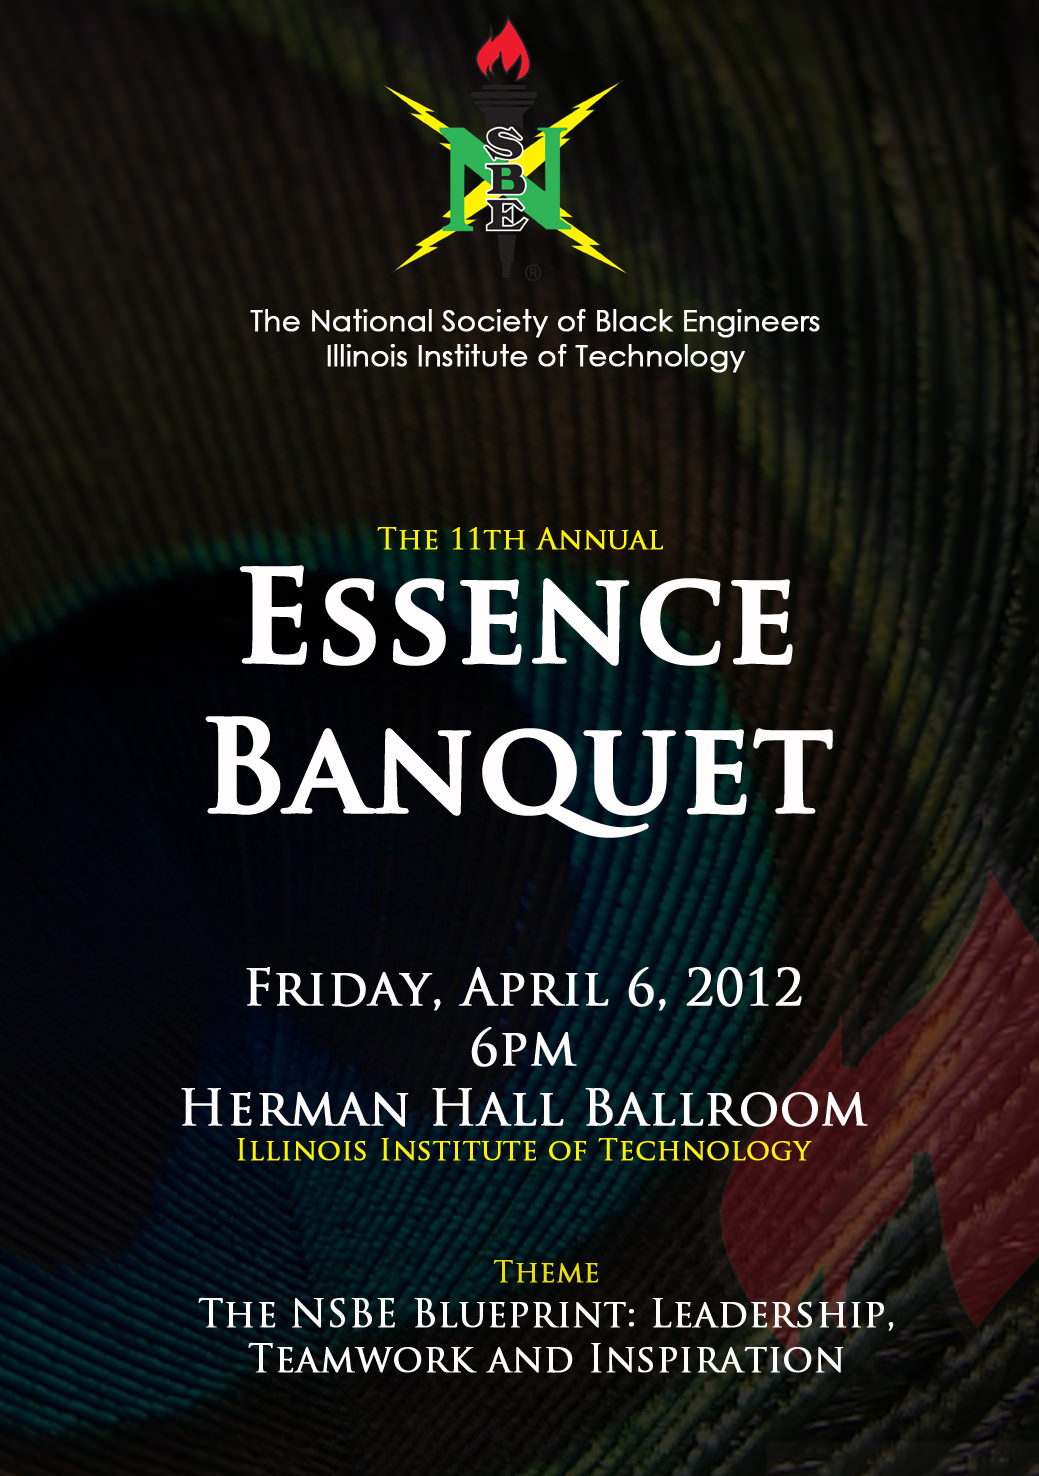 NSBE
®
The National Society of Black Engineers
Illinois Institute of Technology
The 11th Annual
Essence
Banquet
Friday, April 6, 2012
6pm
Herman Hall Ballroom
Illinois Institute of Technology
Theme
The NSBE Blueprint: Leadership,
Teamwork and Inspiration